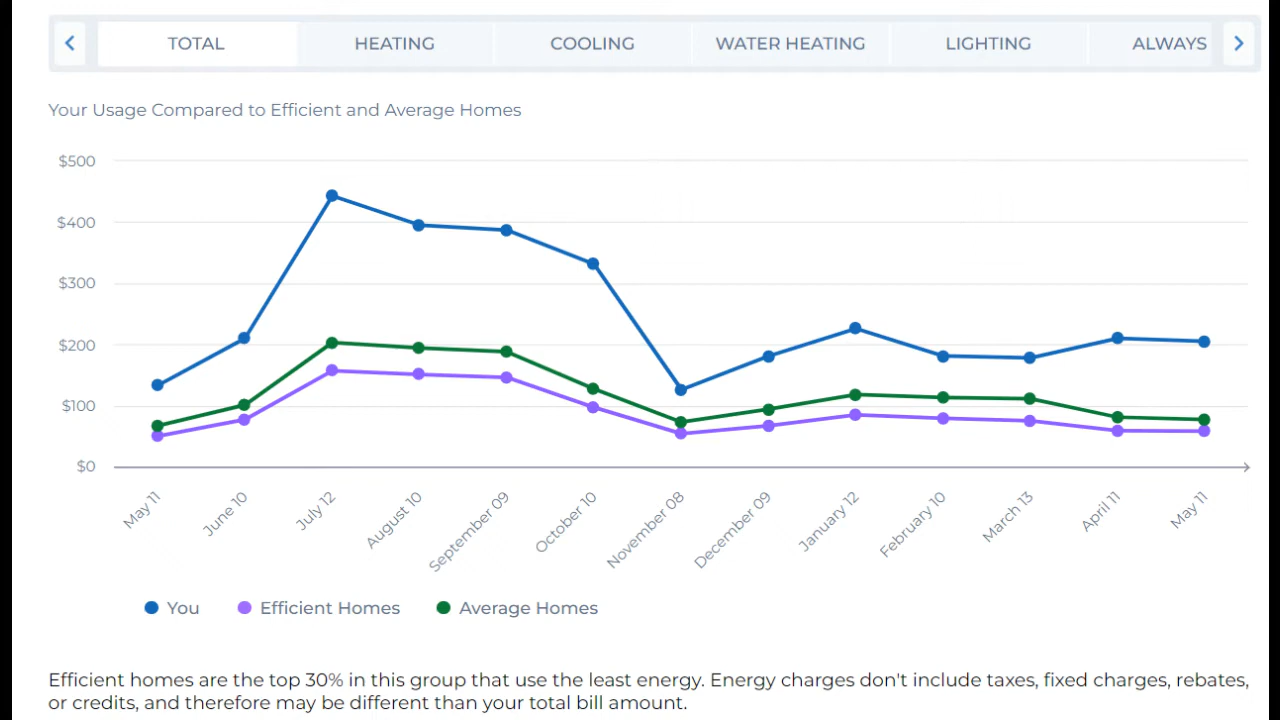 TOTAL HEATING COOLING WATER HEATING LIGHTING ALWAYS
Your Usage Compared to Efficient and Average Homes
$500
$400
$300
$200
$100
$0
May 11 June 10 July 12 August 10 September 09 October 10 November 08 December 09 January 12 February 10 March 13 April 11 May 11
You Efficient Homes Average Homes
Efficient homes are the top 30% in this group that use the least energy. Energy charges don't include taxes, fixed charges, rebates,
or credits, and therefore may be different than your total bill amount.